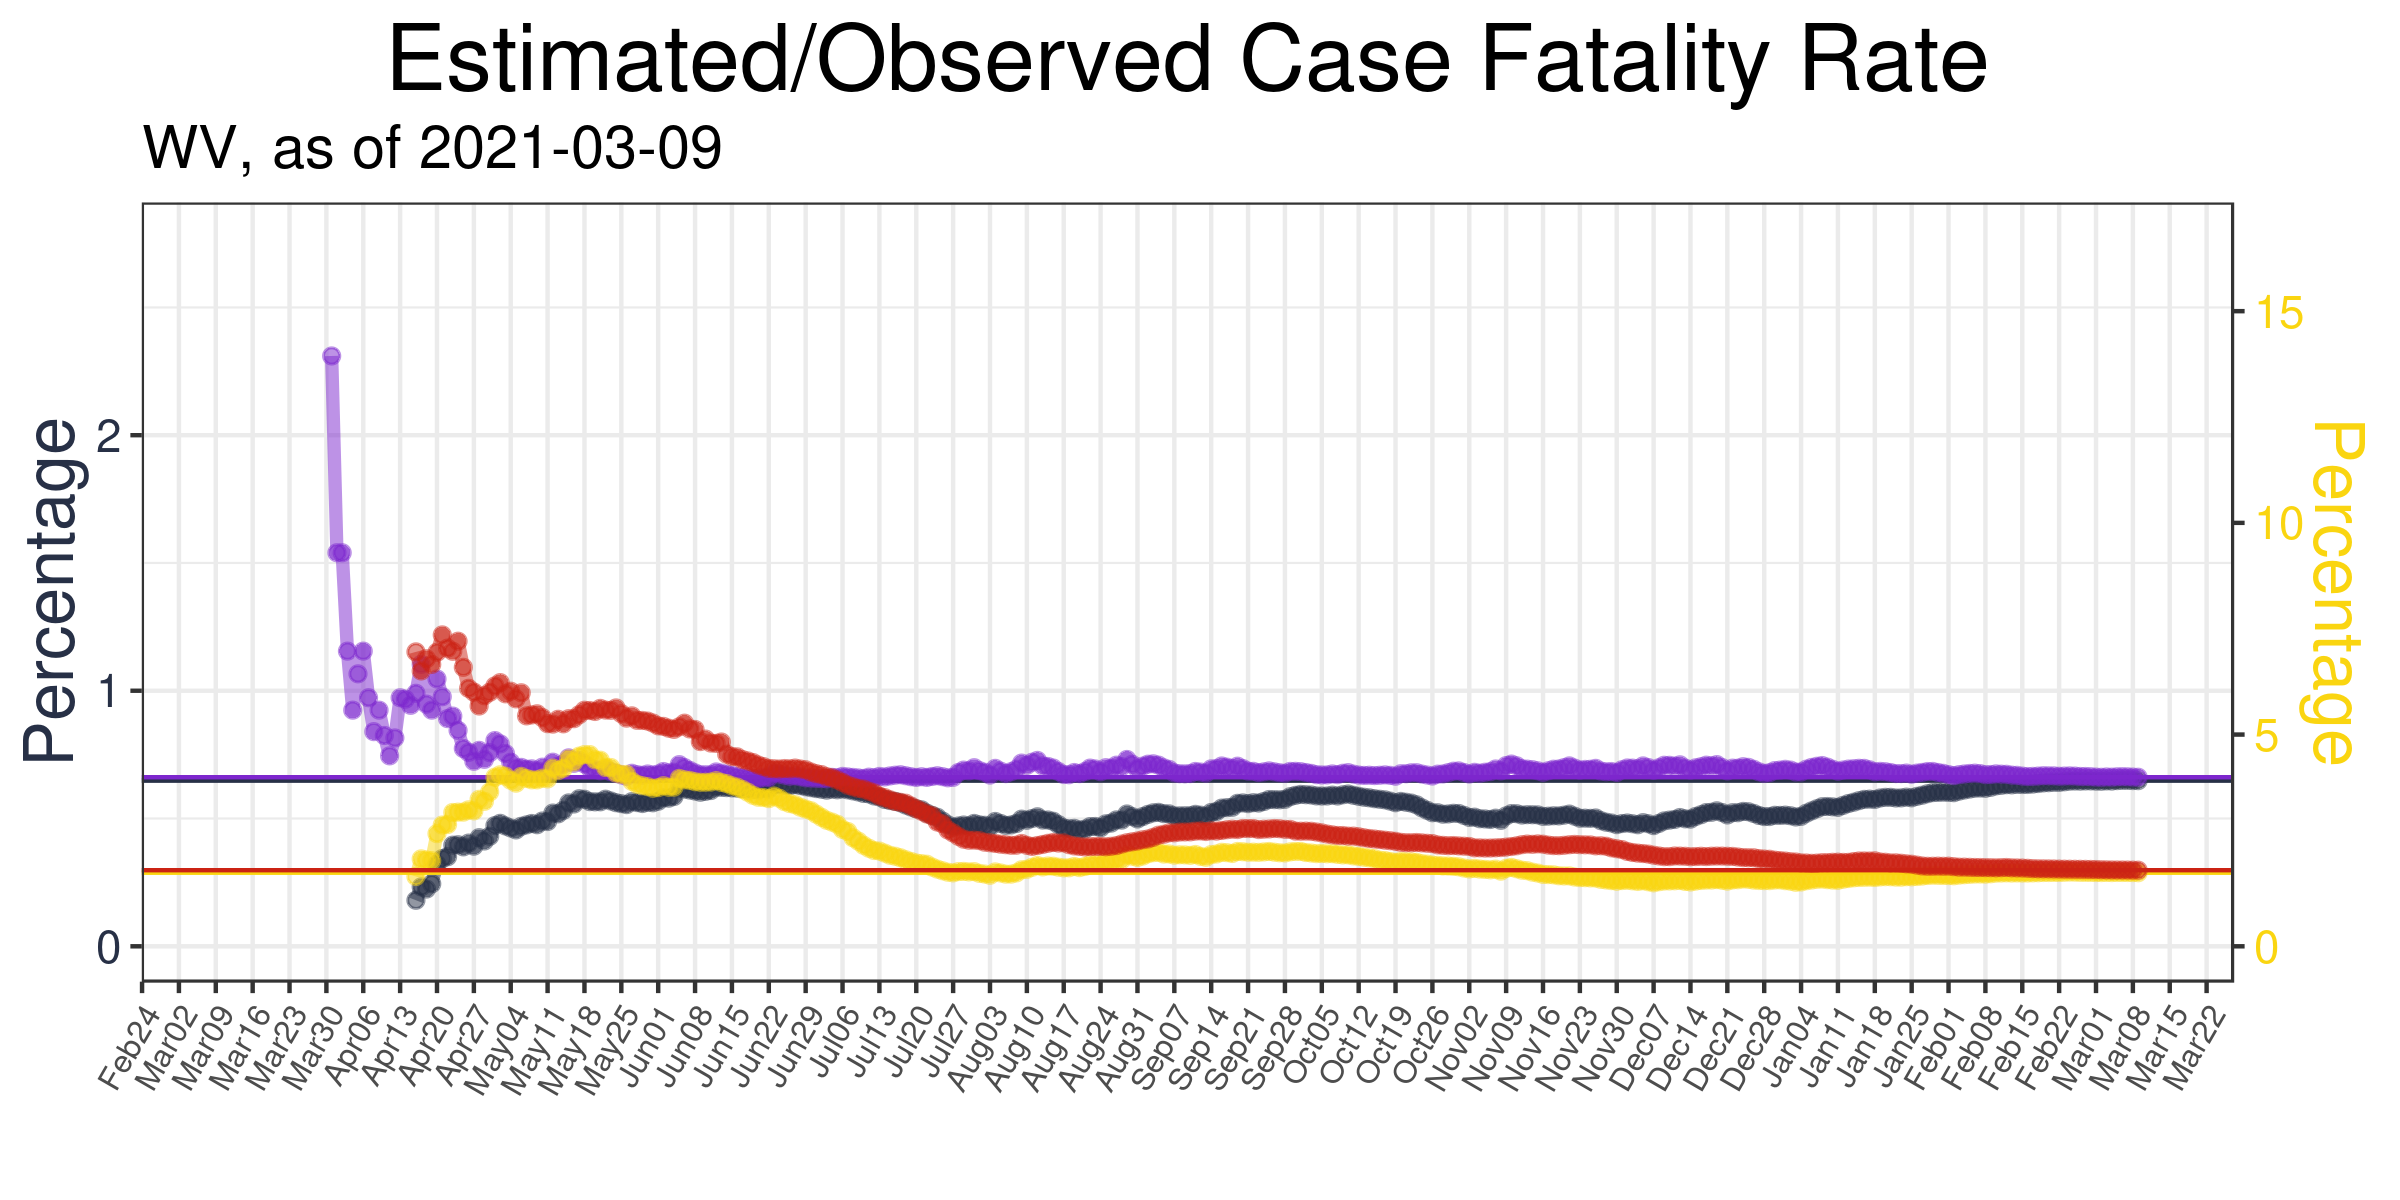 Estimated/Observed Case Fatality Rate
WV, as of 2021-03-09
Percentage
2
1
0
15
10
5
0
Percentage
Feb24
Mar02
Mar09
Mar16
Mar23
Mar30
Apr06
Apr13
Apr20
Apr27
May04
May11
May18
May25
Jun01
Jun08
Jun15
Jun22
Jun29
Jul06
Jul13
Jul20
Jul27
Aug03
Aug10
Aug17
Aug24
Aug31
Sep07
Sep14
Sep21
Sep28
Oct05
Oct12
Oct19
Oct26
Nov02
Nov09
Nov16
Nov23
Nov30
Dec07
Dec14
Dec21
Dec28
Jan04
Jan11
Jan18
Jan25
Feb01
Feb08
Feb15
Feb22
Mar01
Mar08
Mar15
Mar22